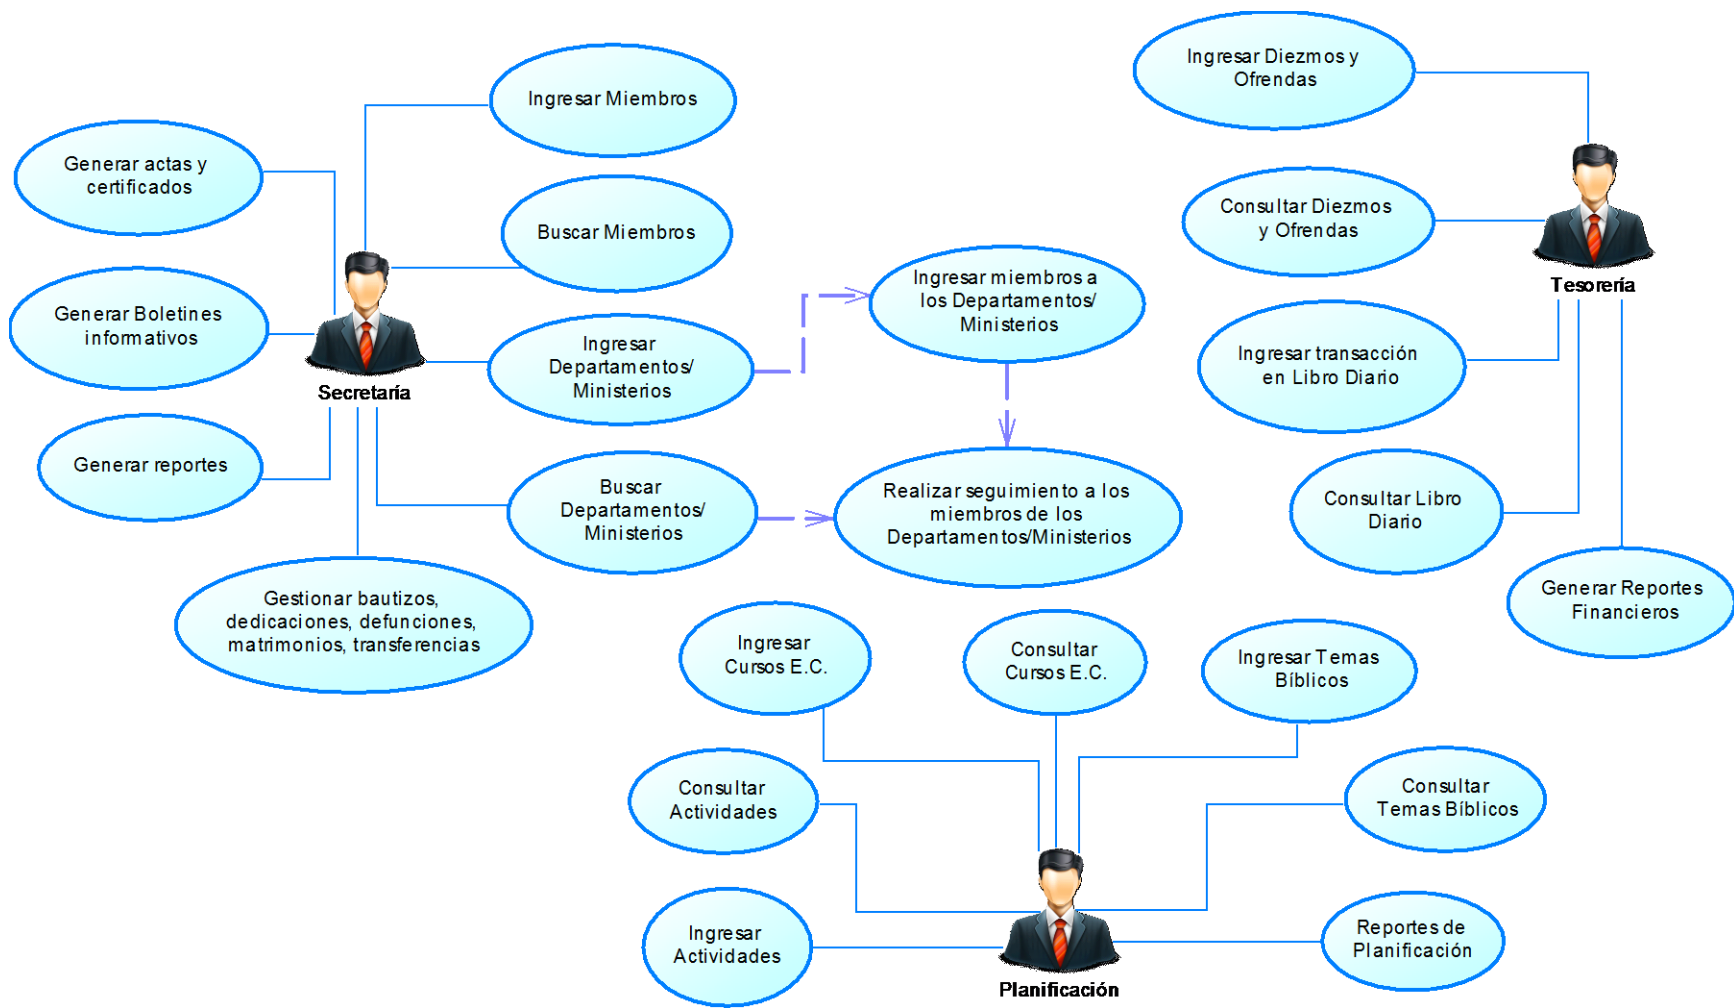 Ingresar Miembros
Generar actas y
certificados
Buscar Miembros
Generar Boletines
informativos
Secretaría
Ingresar
Departamentos/
Ministerios
Ingresar miembros a
los Departamentos/
Ministerios
Generar reportes
Buscar
Departamentos/
Ministerios
Realizar seguimiento a los
miembros de los
Departamentos/Ministerios
Gestionar bautizos,
dedicaciones, defunciones,
matrimonios, transferencias
Ingresar Diezmos y
Ofrendas
Consultar Diezmos
y Ofrendas
Tesorería
Ingresar transacción
en Libro Diario
Consultar Libro
Diario
Generar Reportes
Financieros
Ingresar
Cursos E.C.
Consultar
Cursos E.C.
Ingresar Temas
Bíblicos
Consultar
Actividades
Consultar
Temas Bíblicos
Ingresar
Actividades
Reportes de
Planificación
Planificación